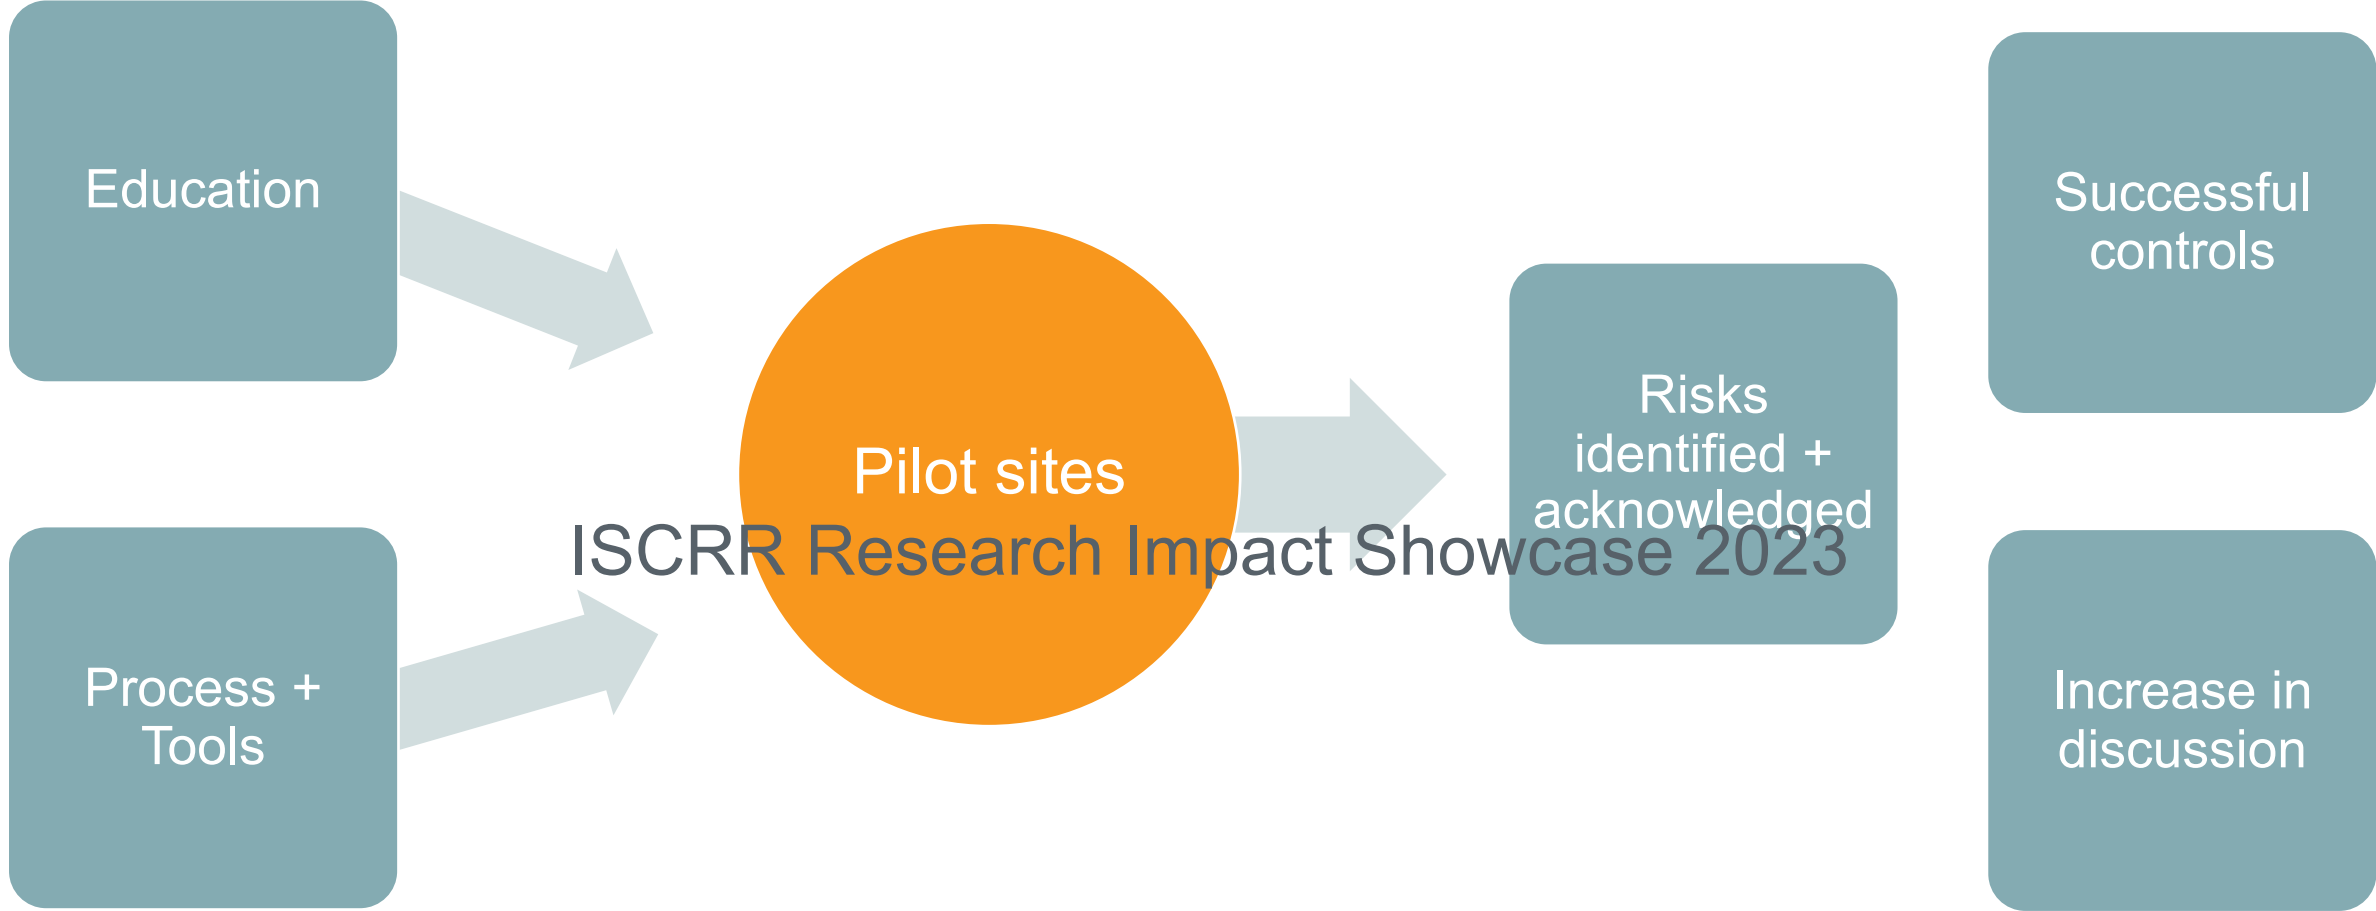 Education
Process +
Tools
Pilot sites
ISCRR Research Impact Showcase 2023
Risks
identified +
acknowledged
Successful
controls
Increase in
discussion